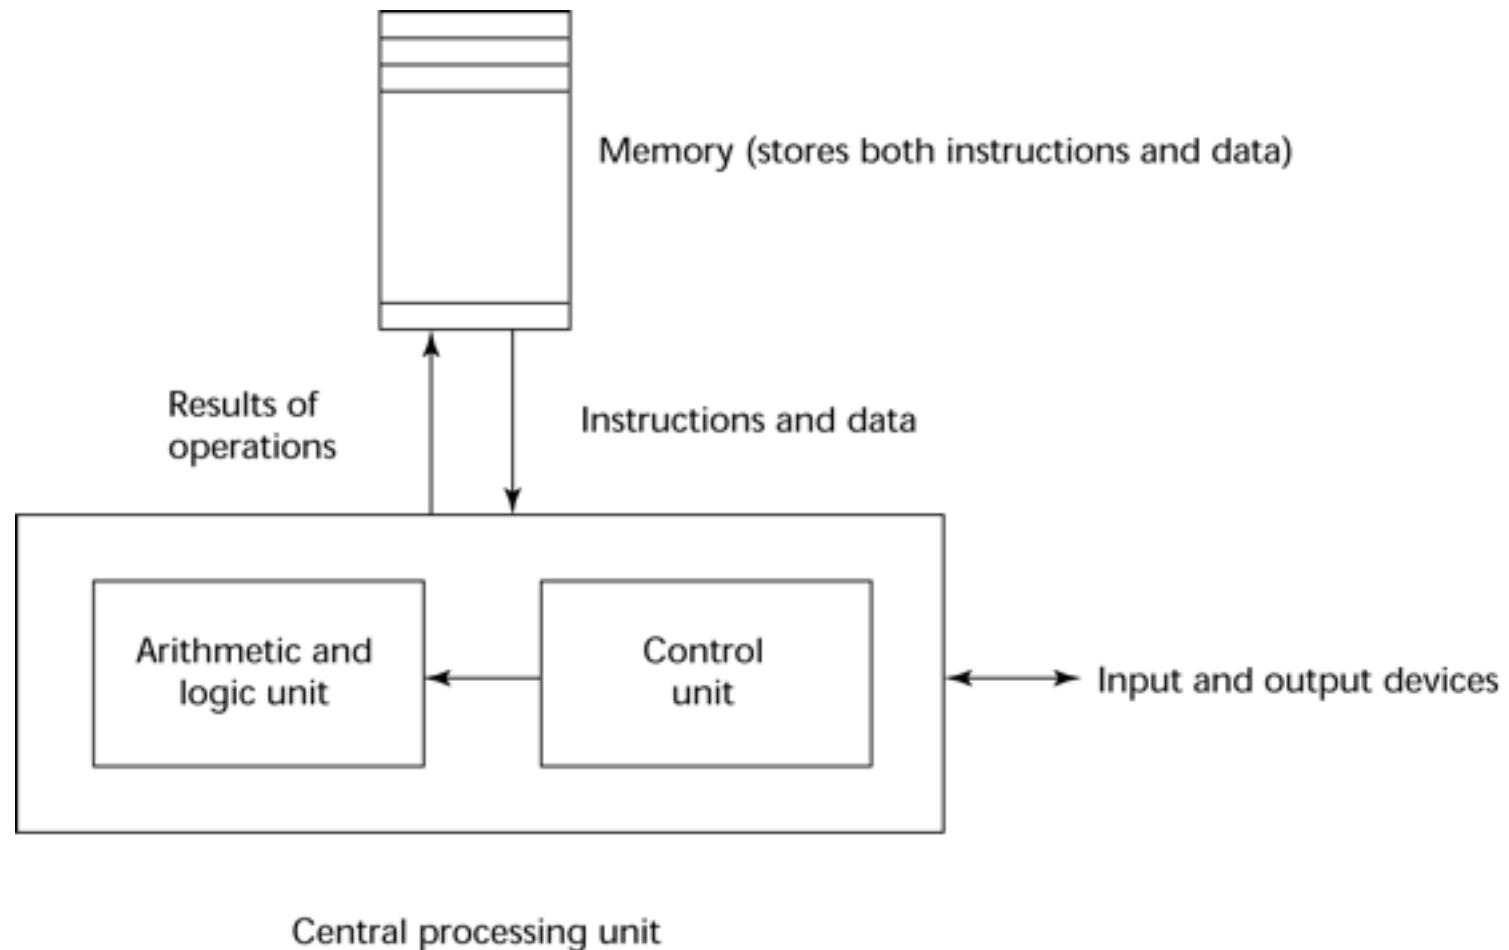 Memory (stores both instructions and data)
Results of
operations
Instructions and data
Arithmetic and
logic unit
Control
unit
Input and output devices
Central processing unit